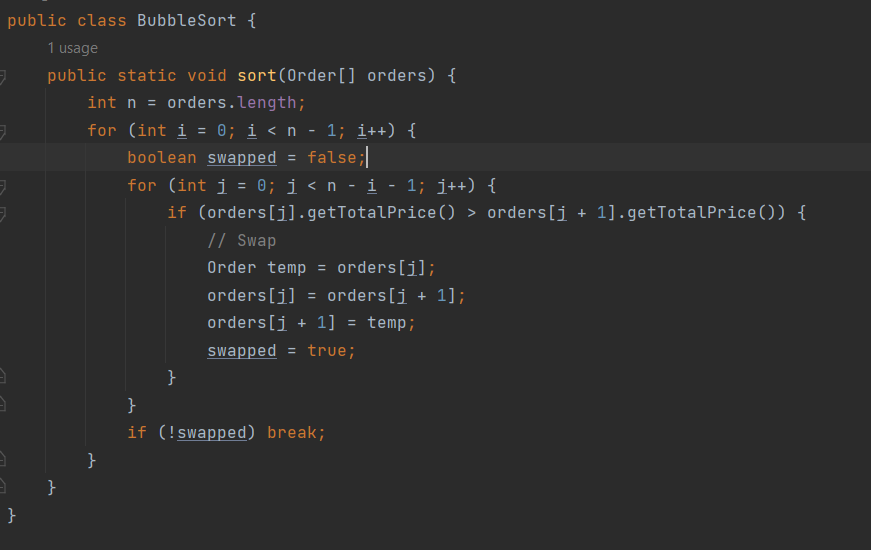 public class BubbleSort {
1 usage
public static void sort(Order[] orders) {
int n = orders.length;
for (int i = 0; i < n - 1; i++) {
boolean swapped = false;
for (int j = 0; j < n - i - 1; j++) {
if (orders[j].getTotalPrice() > orders[j + 1].getTotalPrice()) {
// Swap
Order temp = orders[j];
orders[j] = orders[j + 1];
orders[j + 1] = temp;
swapped = true;
}
}
if (!swapped) break;
}
}
}